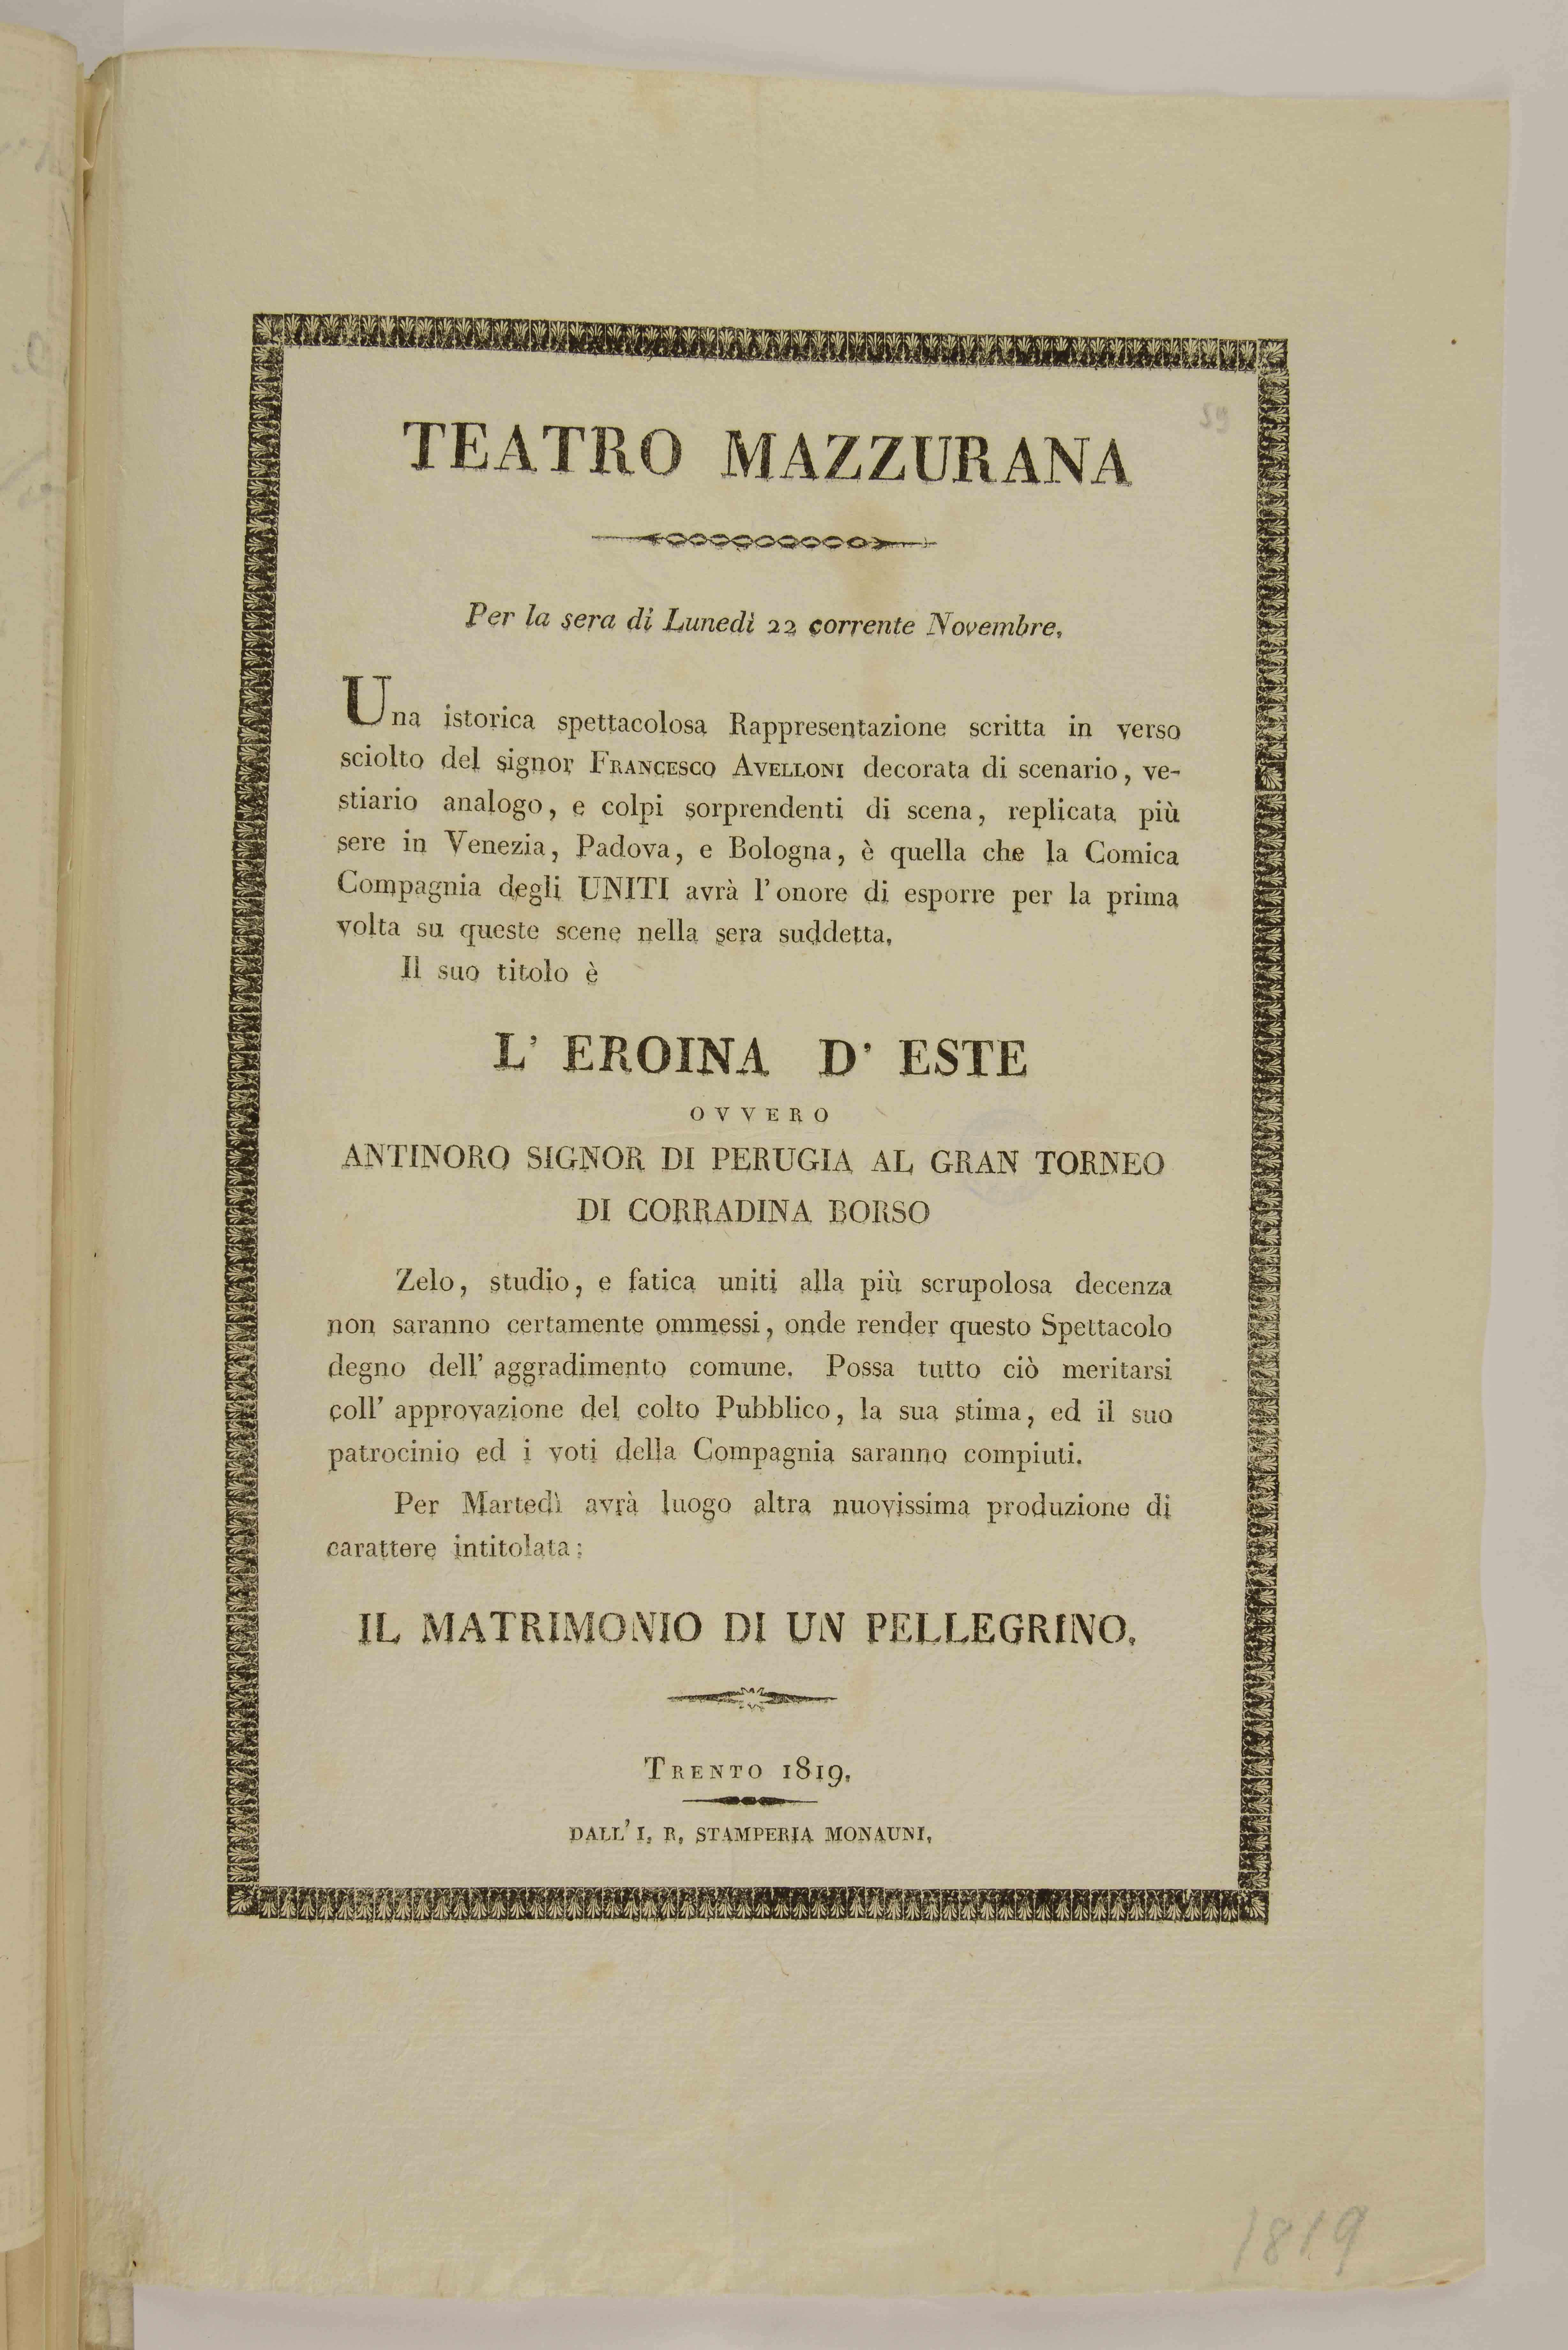 59
TEATRO MAZZURANA
Per la sera di Lunedì 22 corrente Novembre.
Una istorica spettacolosa Rappresentazione scritta in verso
sciolto del signor FRANCESCO AVELLONI decorata di scenario, ve-
stiario analogo, e colpi sorprendenti di scena, replicata più
sere in Venezia, Padova, e Bologna, è quella che la Comica
Compagnia degli UNITI avrà l' onore di esporre per la prima
volta su queste scene nella sera suddetta.
Il suo titolo è
L' EROINA D' ESTE
OVVERO
ANTINORO SIGNOR DI PERUGIA AL GRAN TORNEO
DI CORRADINA BORSO
Zelo, studio, e fatica uniti alla più scrupolosa decenza
non saranno certamente ommessi, onde render questo Spettacolo
degno dell' aggradimento comune. Possa tutto ciò meritarsi
coll' approvazione del colto Pubblico, la sua stima, ed il suo
patrocinio ed i voti della Compagnia saranno compiuti.
Per Martedì avrà luogo altra nuovissima produzione di
carattere intitolata:
IL MATRIMONIO DI UN PELLEGRINO.
TRENTO 1819.
DALL' I. R. STAMPERIA MONAUNI.
1819